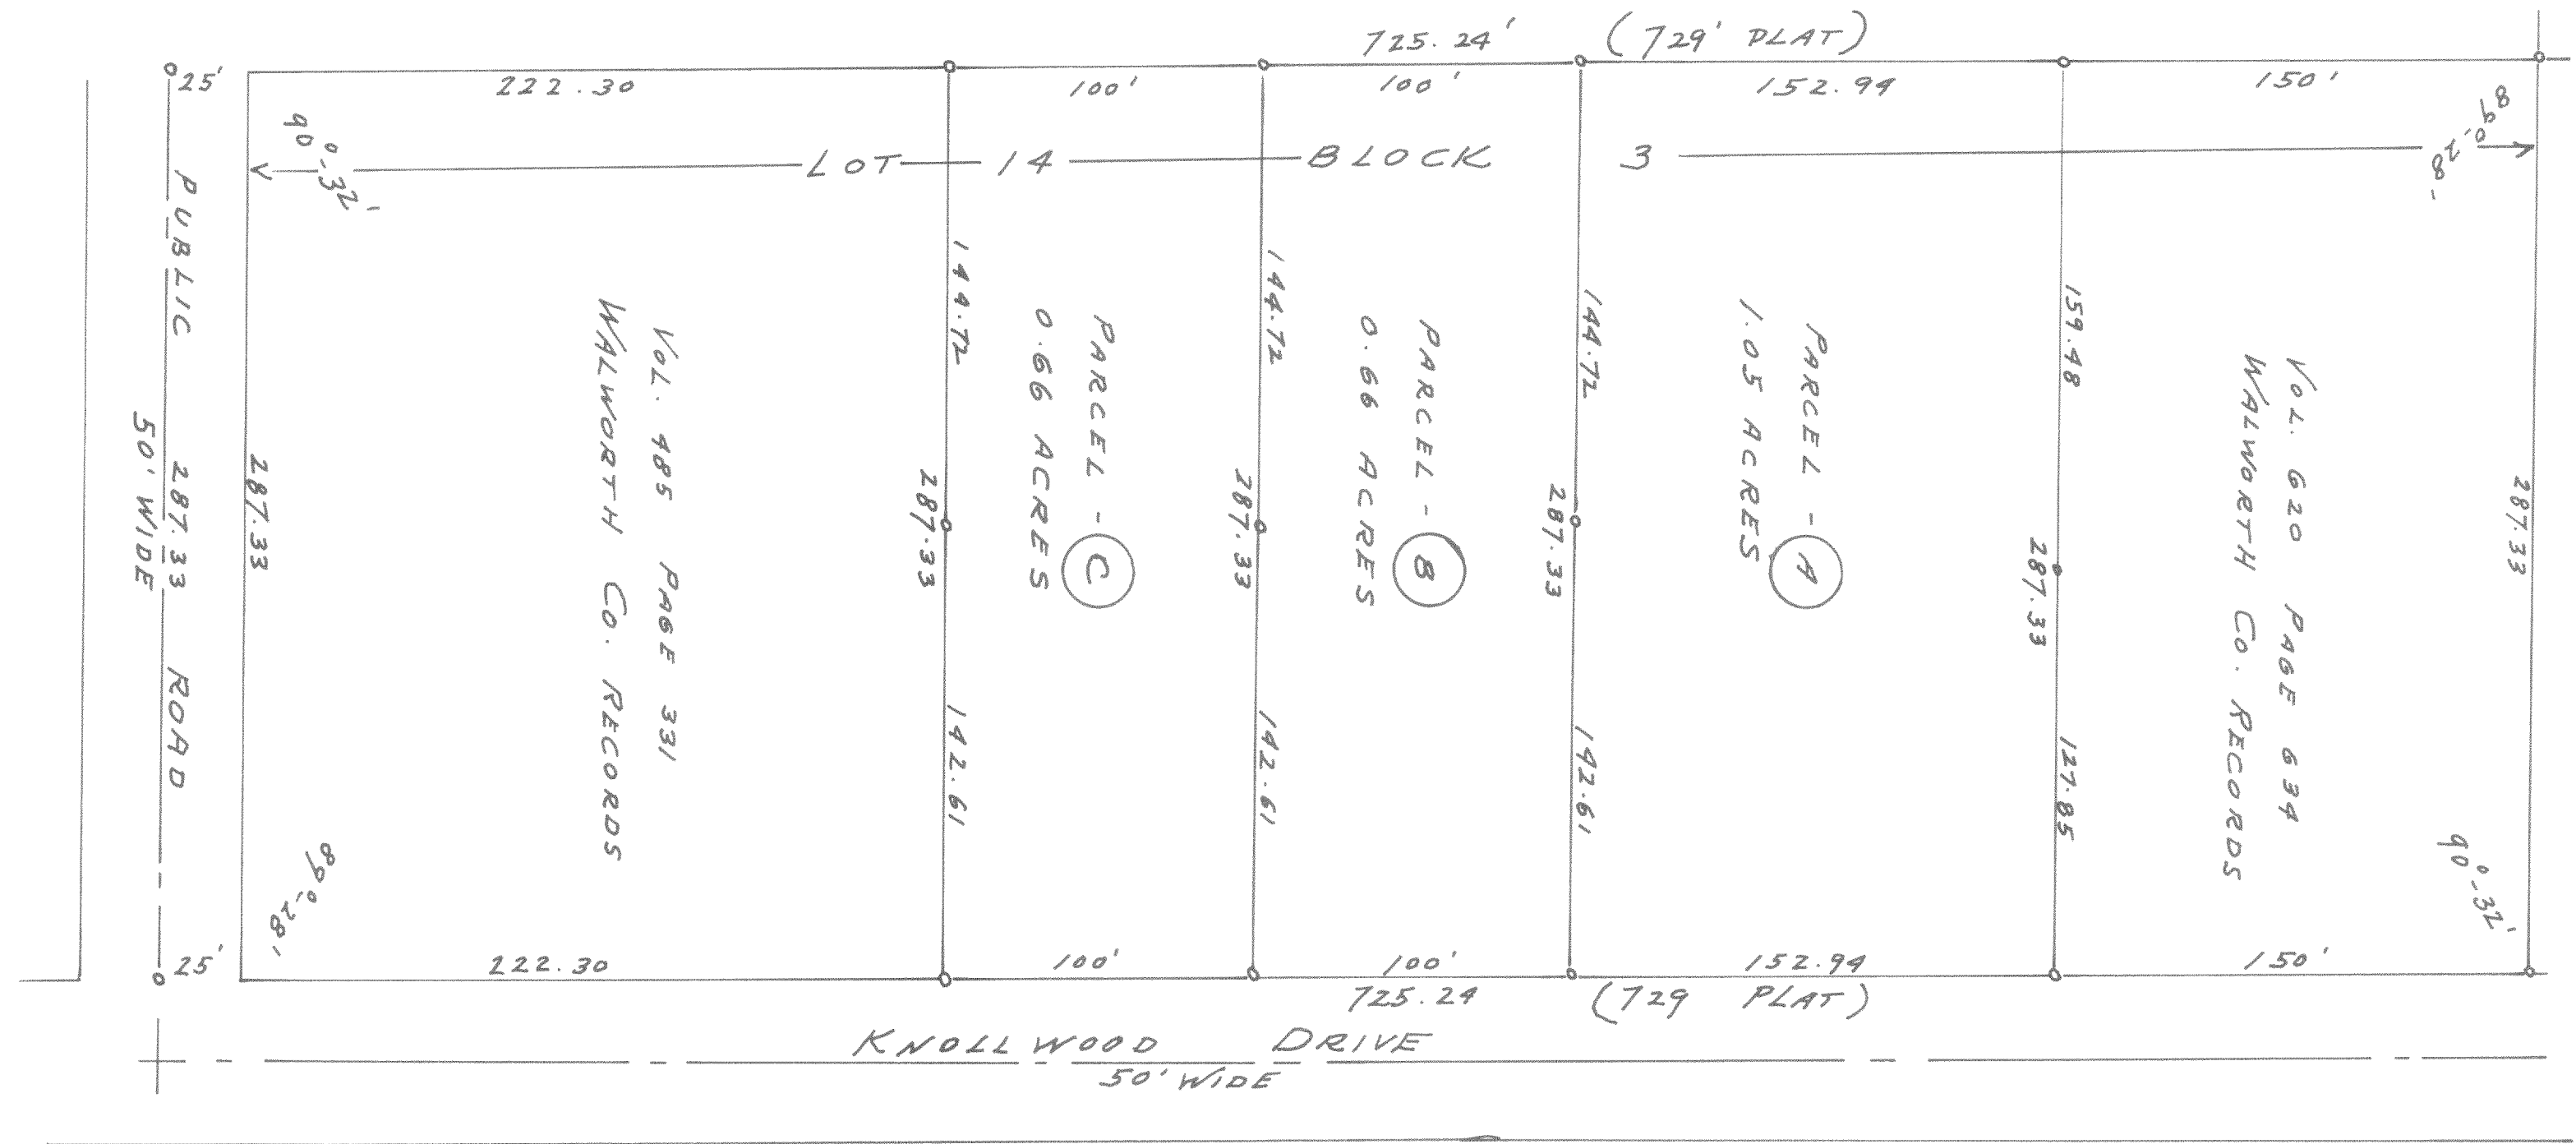 725.24' (729' PLAT)
25'
222.30
100'
100'
152.94
150'
90°-32'
LOT 14 BLOCK 3
89°-28'
PUBLIC 287.33 ROAD
50' WIDE
287.33
VOL. 485 PAGE 331
WALWORTH CO. RECORDS
144.72
287.33
142.61
PARCEL - C
0.66 ACRES
144.72
287.33
142.61
PARCEL - B
0.66 ACRES
144.72
287.33
142.61
PARCEL - A
1.05 ACRES
159.48
287.33
127.85
VOL. 620 PAGE 634
WALWORTH CO. RECORDS
287.33
89°-28'
90°-32'
25'
222.30
100'
100'
152.94
150'
725.24 (729 PLAT)
KNOLLWOOD DRIVE
50' WIDE